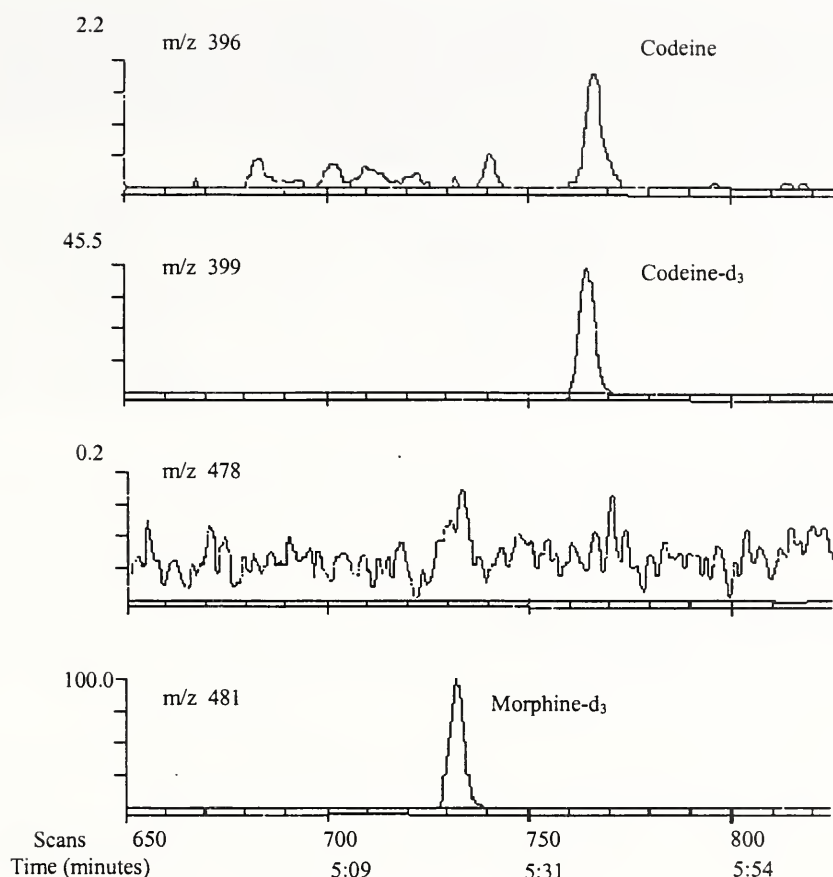 2.2
m/z 396
Codeine
45.5
m/z 399
Codeine-d₃
0.2
m/z 478
100.0
m/z 481
Morphine-d₃
Scans 650 700 750 800
Time (minutes) 5:09 5:31 5:54